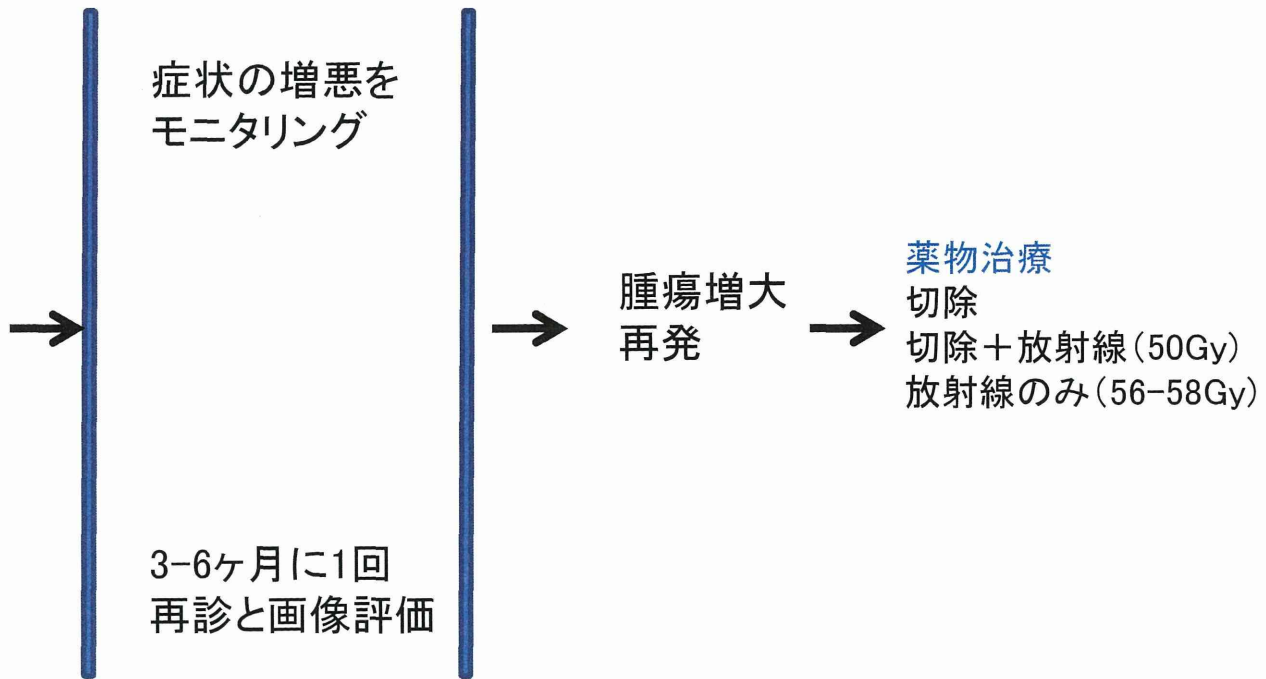 症状の増悪を
モニタリング
3-6ヶ月に1回
再診と画像評価
腫瘍増大
再発
薬物治療
切除
切除＋放射線(50Gy)
放射線のみ(56-58Gy)